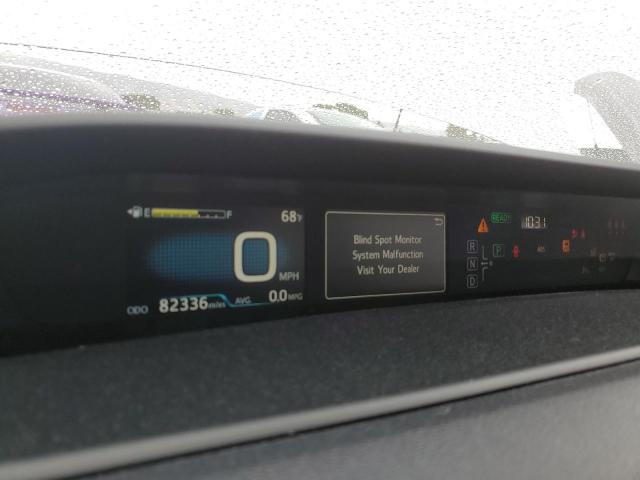 E F
68°F
0
MPH
ODO 82336 miles AVG. 0.0 MPG
Blind Spot Monitor
System Malfunction
Visit Your Dealer
READY
10:31
R
N
D
P
ABS